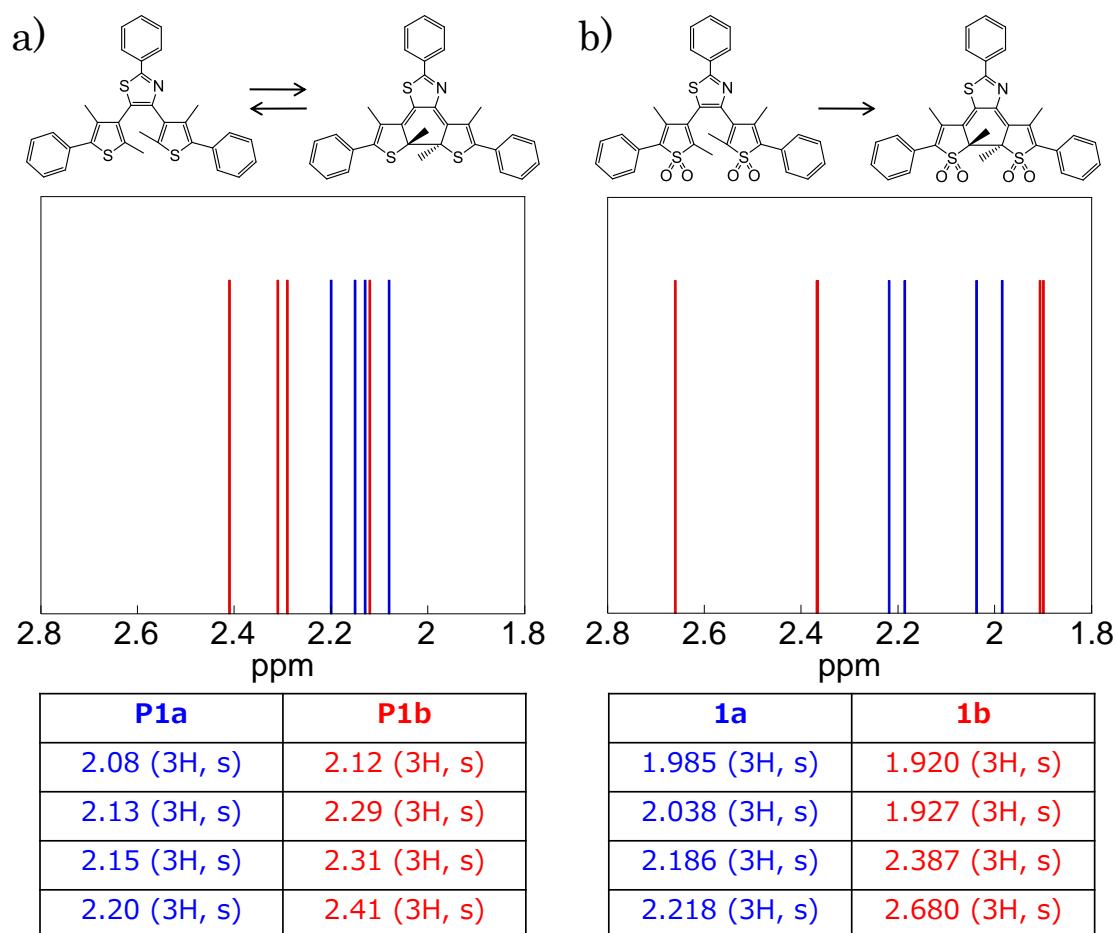 a)
b)
S N
S N
S N
S N
S S
S S
S S
S S
O O O O
O O O O
2.8 2.6 2.4 2.2 2 1.8
ppm
2.8 2.6 2.4 2.2 2 1.8
ppm
P1a P1b
2.08 (3H, s) 2.12 (3H, s)
2.13 (3H, s) 2.29 (3H, s)
2.15 (3H, s) 2.31 (3H, s)
2.20 (3H, s) 2.41 (3H, s)
1a 1b
1.985 (3H, s) 1.920 (3H, s)
2.038 (3H, s) 1.927 (3H, s)
2.186 (3H, s) 2.387 (3H, s)
2.218 (3H, s) 2.680 (3H, s)